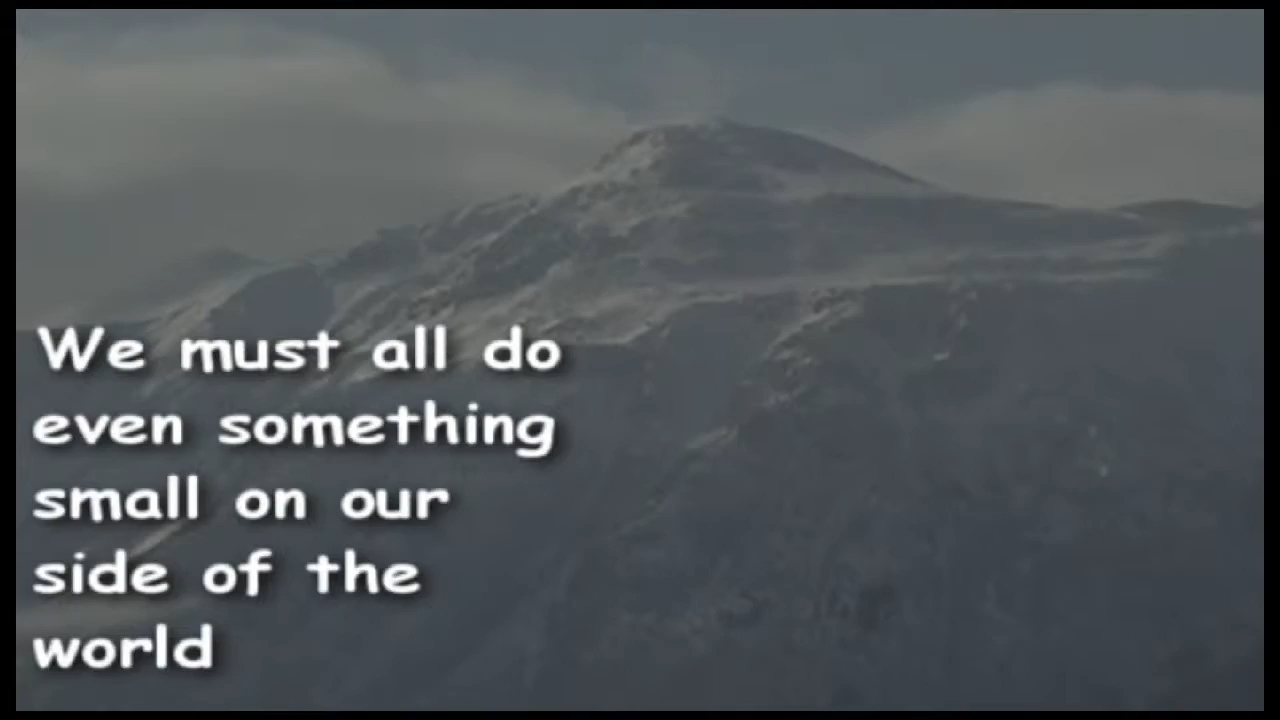 We must all do
even something
small on our
side of the
world